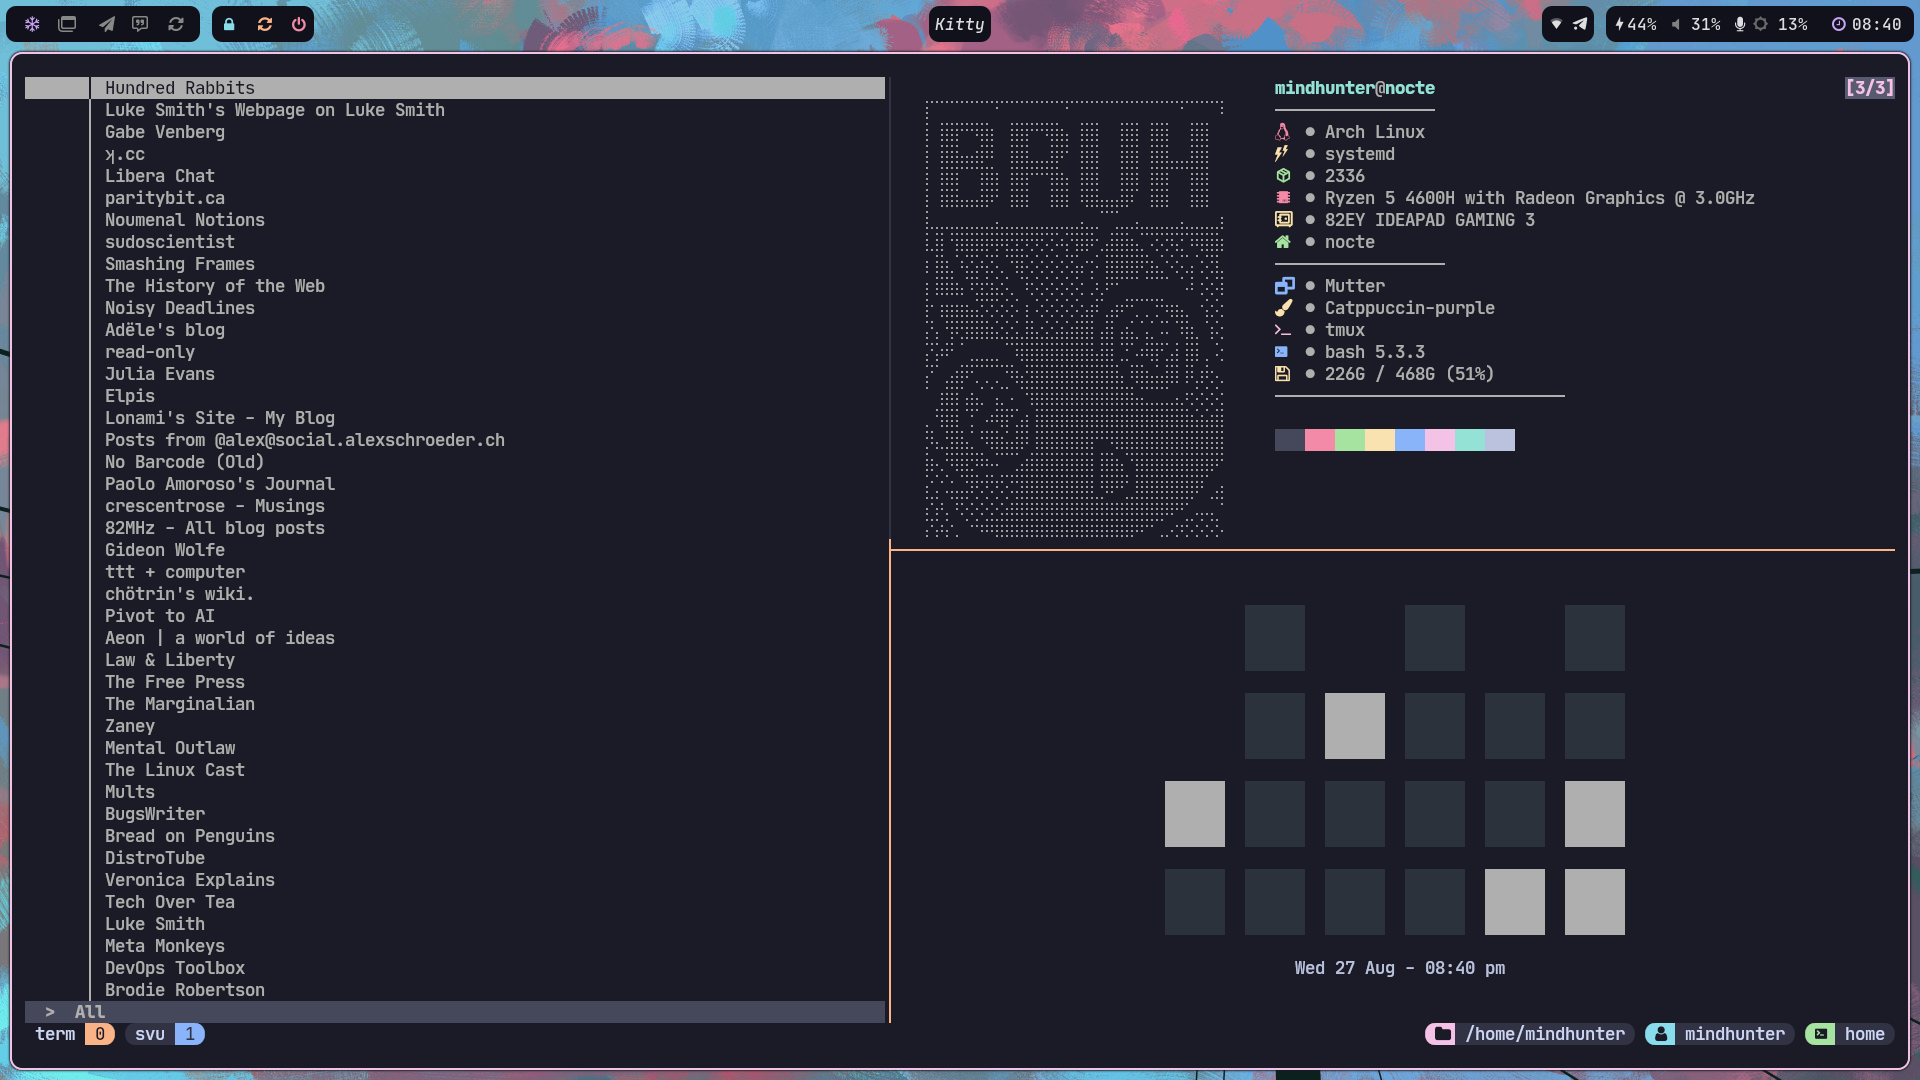 Kitty
44% 31% 13% 08:40
Hundred Rabbits
Luke Smith's Webpage on Luke Smith
Gabe Venberg
ʞ.cc
Libera Chat
paritybit.ca
Noumenal Notions
sudoscientist
Smashing Frames
The History of the Web
Noisy Deadlines
Adële's blog
read-only
Julia Evans
Elpis
Lonami's Site - My Blog
Posts from @alex@social.alexschroeder.ch
No Barcode (Old)
Paolo Amoroso's Journal
crescentrose - Musings
82MHz - All blog posts
Gideon Wolfe
ttt + computer
chötrin's wiki.
Pivot to AI
Aeon | a world of ideas
Law & Liberty
The Free Press
The Marginalian
Zaney
Mental Outlaw
The Linux Cast
Mults
BugsWriter
Bread on Penguins
DistroTube
Veronica Explains
Tech Over Tea
Luke Smith
Meta Monkeys
DevOps Toolbox
Brodie Robertson
> All
BRUH
mindhunter@nocte
[3/3]
● Arch Linux
● systemd
● 2336
● Ryzen 5 4600H with Radeon Graphics @ 3.0GHz
● 82EY IDEAPAD GAMING 3
● nocte
● Mutter
● Catppuccin-purple
● tmux
● bash 5.3.3
● 226G / 468G (51%)
Wed 27 Aug - 08:40 pm
term 0 svu 1
/home/mindhunter mindhunter home